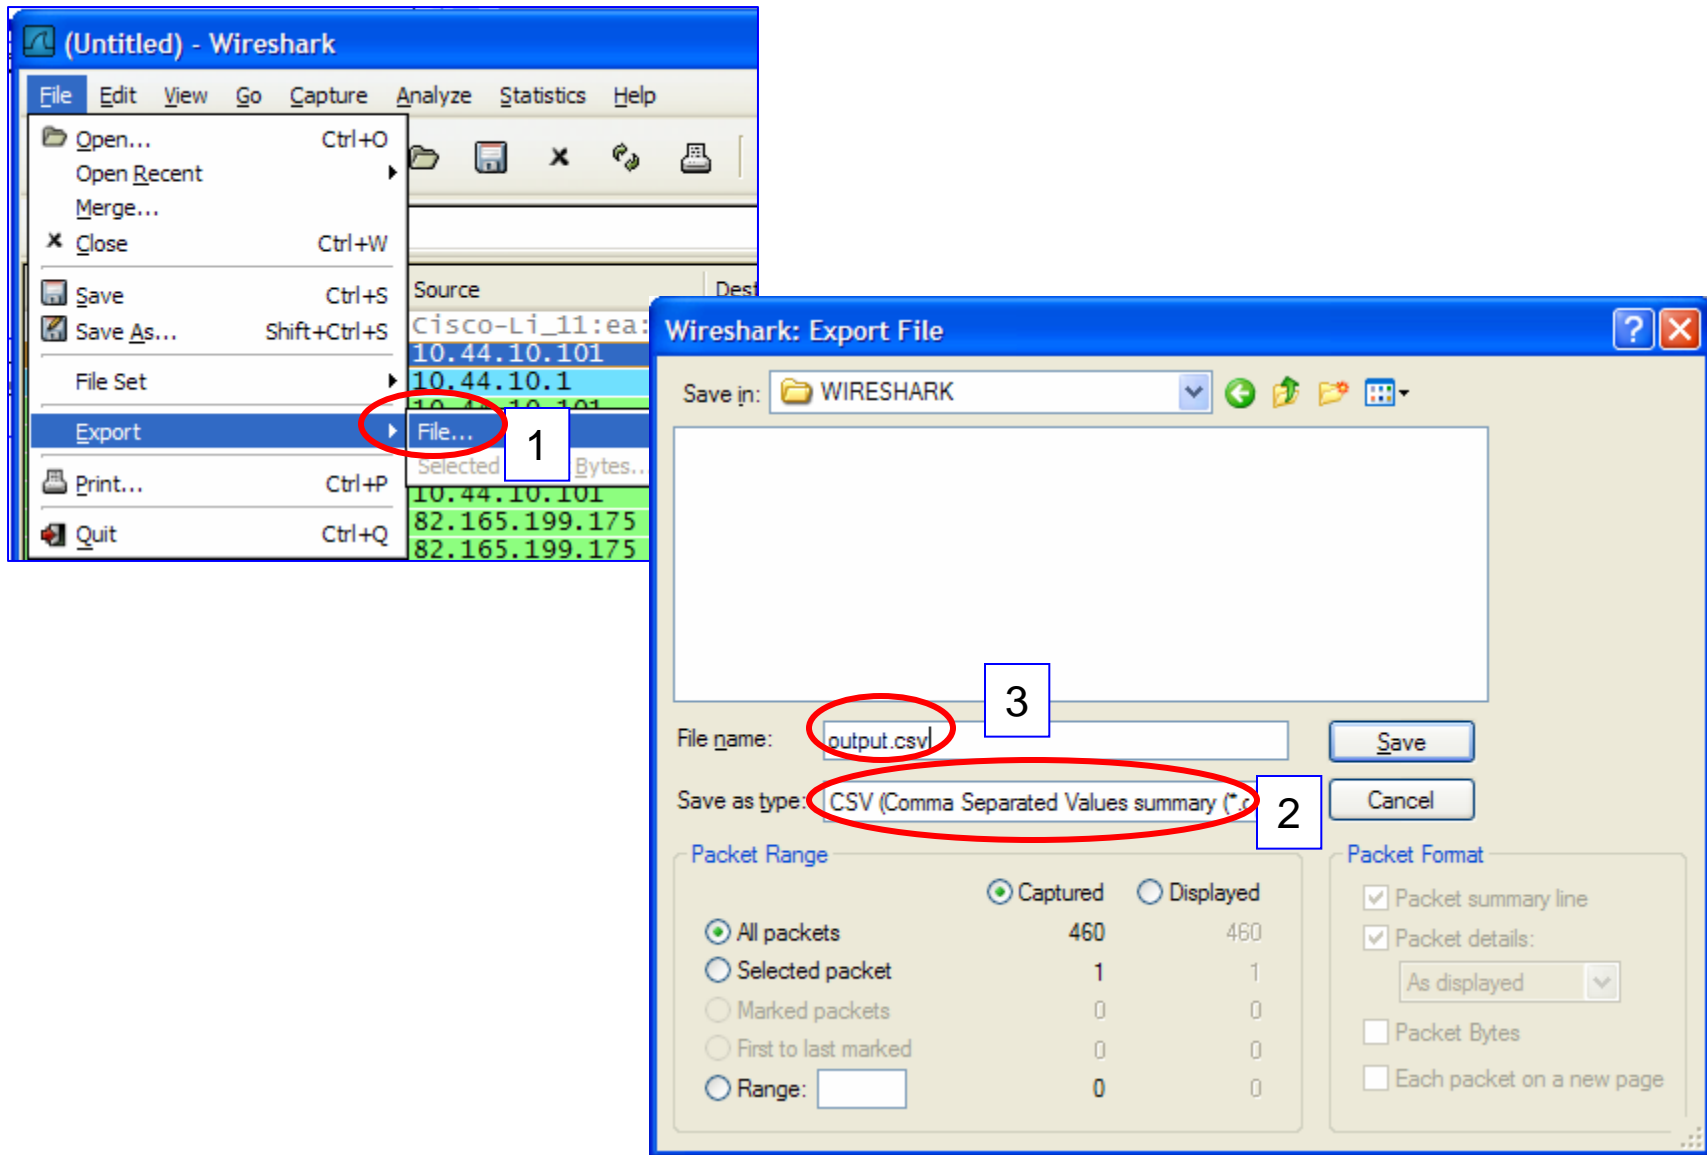 (Untitled) - Wireshark
File Edit View Go Capture Analyze Statistics Help
Open... Ctrl+O
Open Recent
Merge...
Close Ctrl+W
Save Ctrl+S
Save As... Shift+Ctrl+S
File Set
Export
Print... Ctrl+P
Quit Ctrl+Q
Source Dest
Cisco-Li_11:ea:
10.44.10.101
10.44.10.1
10.44.10.101
File...
1
Selected Bytes...
10.44.10.101
82.165.199.175
82.165.199.175
Wireshark: Export File
Save in: WIRESHARK
3
File name: output.csv Save
Save as type: CSV (Comma Separated Values summary (*.c 2 Cancel
Packet Range
Captured Displayed
All packets 460 460
Selected packet 1 1
Marked packets 0 0
First to last marked 0 0
Range: 0 0
Packet Format
Packet summary line
Packet details:
As displayed
Packet Bytes
Each packet on a new page